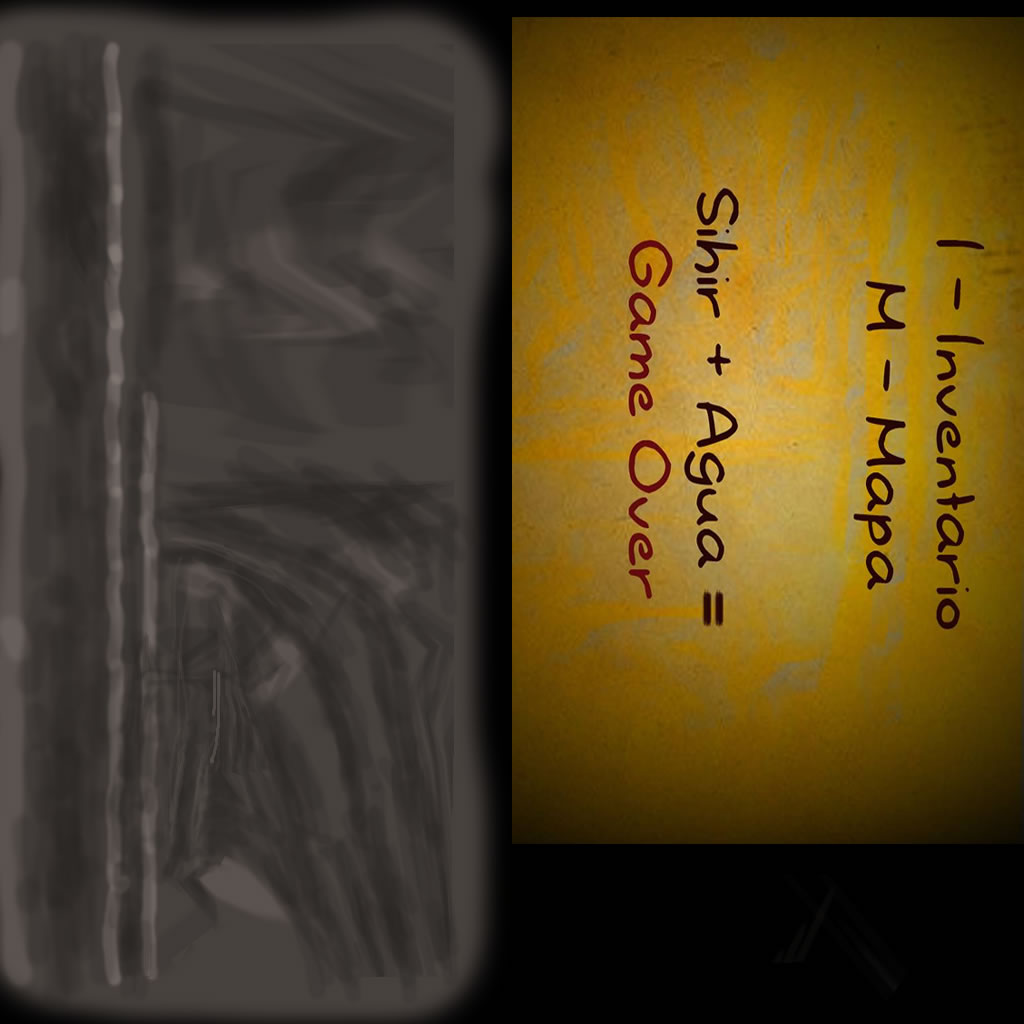 I - Inventario
M - Mapa
Sihir + Agua =
Game Over